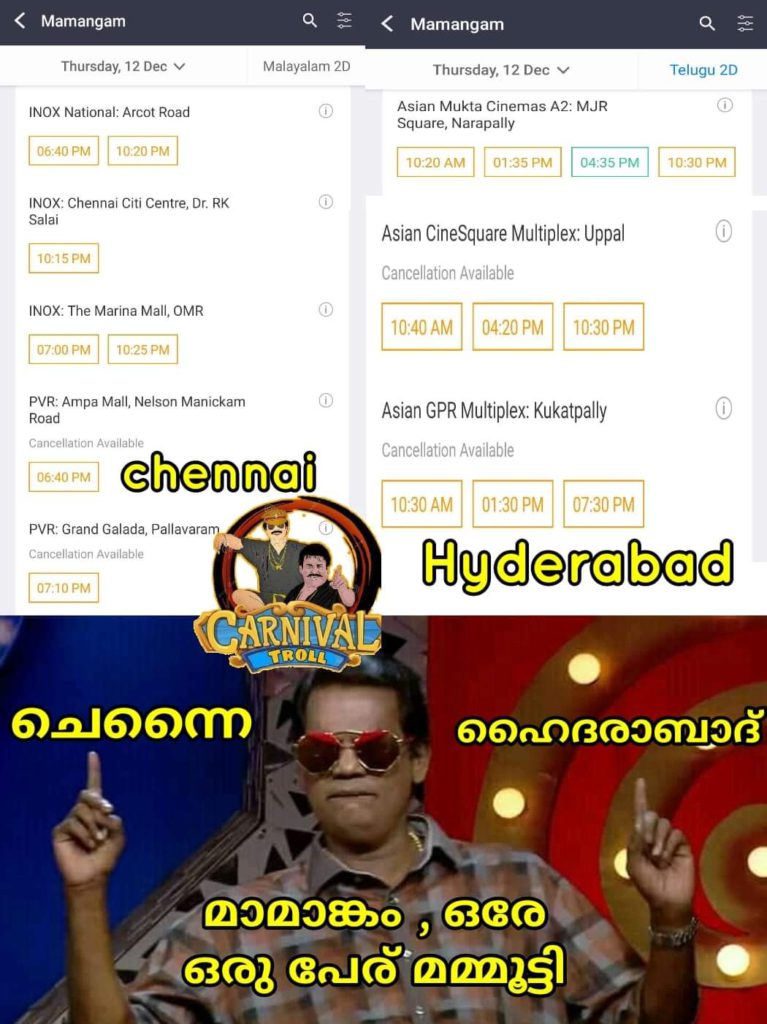 Mamangam
Thursday, 12 Dec
Malayalam 2D
INOX National: Arcot Road
06:40 PM 10:20 PM
INOX: Chennai Citi Centre, Dr. RK
Salai
10:15 PM
INOX: The Marina Mall, OMR
07:00 PM 10:25 PM
PVR: Ampa Mall, Nelson Manickam
Road
Cancellation Available
06:40 PM
PVR: Grand Galada, Pallavaram
Cancellation Available
07:10 PM
chennai
Mamangam
Thursday, 12 Dec
Telugu 2D
Asian Mukta Cinemas A2: MJR
Square, Narapally
10:20 AM 01:35 PM 04:35 PM 10:30 PM
Asian CineSquare Multiplex: Uppal
Cancellation Available
10:40 AM 04:20 PM 10:30 PM
Asian GPR Multiplex: Kukatpally
Cancellation Available
10:30 AM 01:30 PM 07:30 PM
Hyderabad
CARNIVAL
TROLL
ചെന്നൈ
ഹൈദരാബാദ്
മാമാങ്കം , ഒരേ
ഒരു പേര് മമ്മൂട്ടി